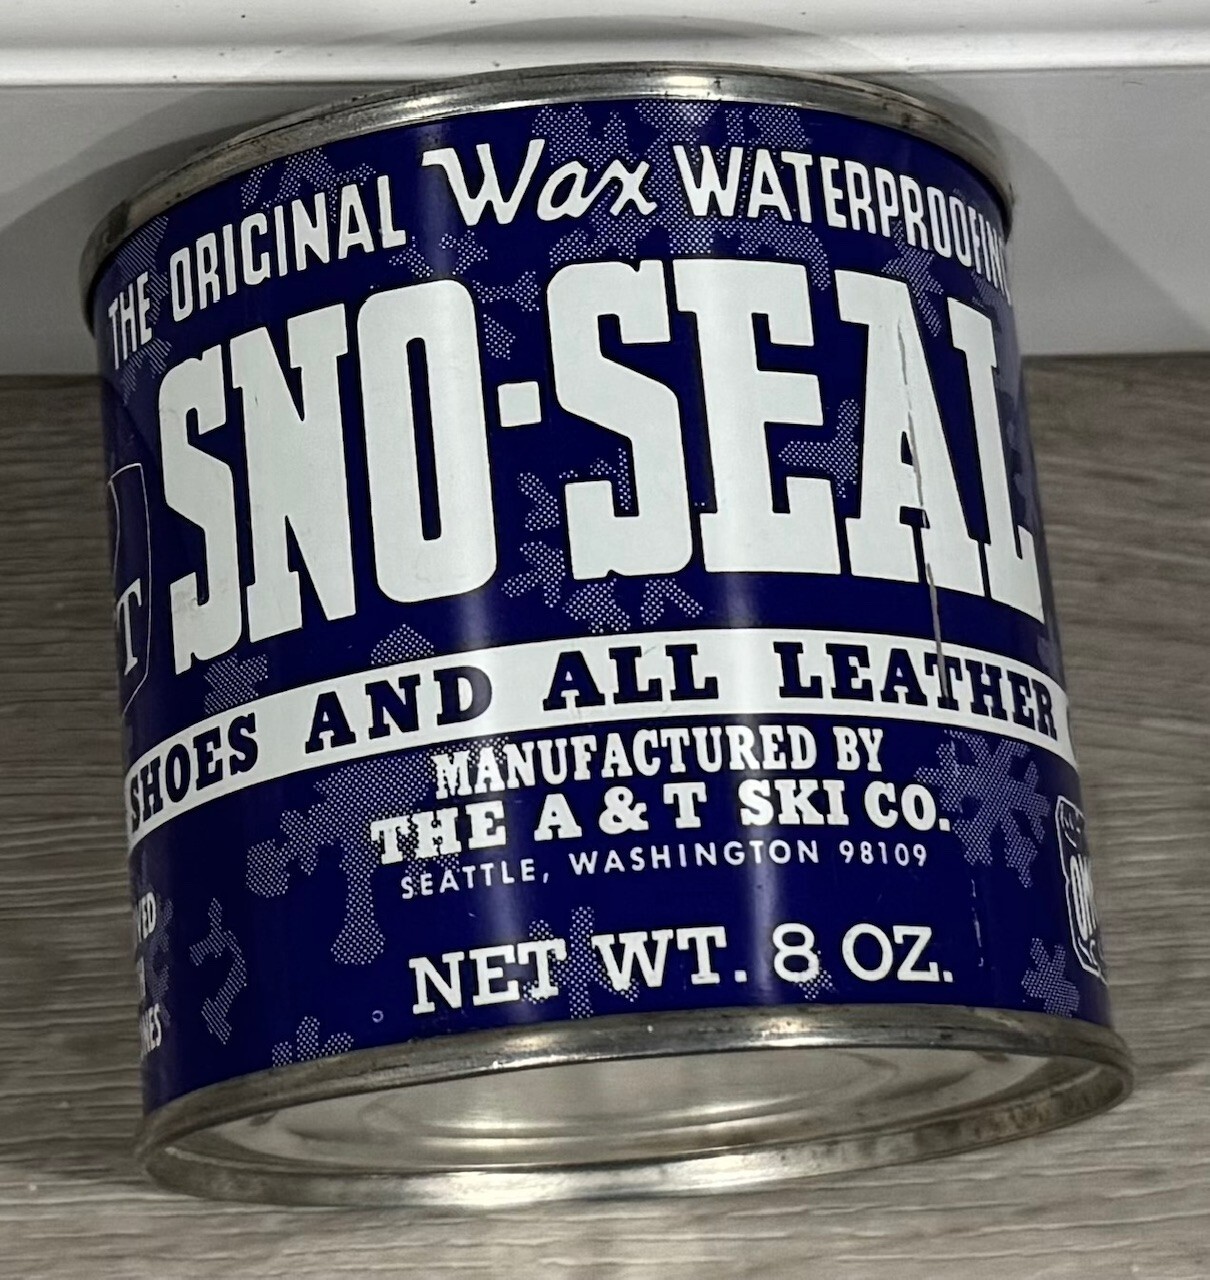 THE ORIGINAL Wax WATERPROOFING
SNO-SEAL
T
SHOES AND ALL LEATHER
MANUFACTURED BY
THE A & T SKI CO.
SEATTLE, WASHINGTON 98109
NET WT. 8 OZ.